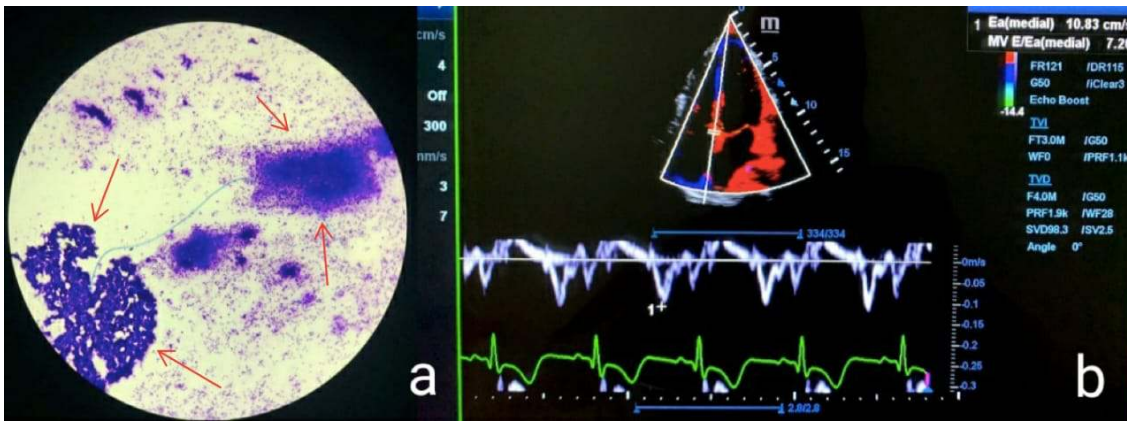 a
cm/s
4
Off
300
mm/s
3
7
0
m
5
10
15
1 Ea(medial) 10.83 cm/s
MV E/Ea(medial) 7.20
-14.4
FR121 /DR115
G50 /iClear3
Echo Boost
TVI
FT3.0M /G50
WF0 /PRF1.1k
TVD
F4.0M /G50
PRF1.9k /WF28
SVD98.3 /SV2.5
Angle 0°
334/334
1+
0m/s
-0.05
-0.1
-0.15
-0.2
-0.25
-0.3
2.8/2.8
b